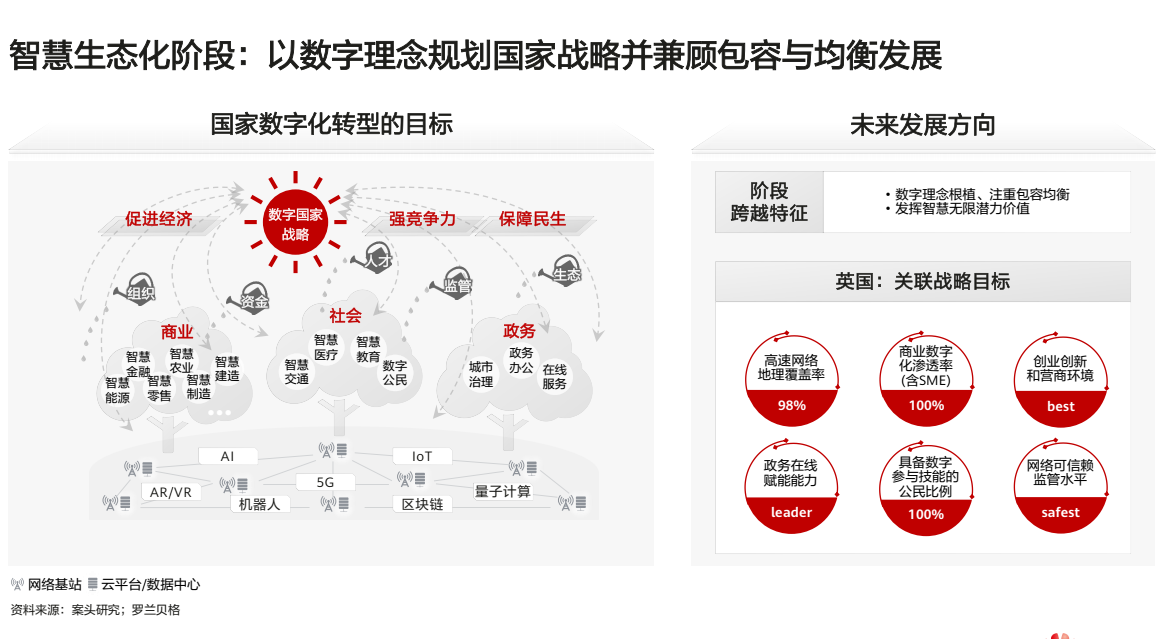 智慧生态化阶段：以数字理念规划国家战略并兼顾包容与均衡发展
国家数字化转型的目标
促进经济
数字国家
战略
强竞争力
保障民生
组织
资金
人才
监管
生态
商业
智慧
金融
智慧
农业
智慧
建造
智慧
能源
智慧
零售
智慧
制造
社会
智慧
医疗
智慧
教育
智慧
交通
数字
公民
政务
政务
办公
城市
治理
在线
服务
AI
IoT
AR/VR
5G
量子计算
机器人
区块链
网络基站
云平台/数据中心
资料来源：案头研究；罗兰贝格
未来发展方向
阶段
跨越特征
• 数字理念根植、注重包容均衡
• 发挥智慧无限潜力价值
英国：关联战略目标
高速网络
地理覆盖率
98%
商业数字
化渗透率
(含SME)
100%
创业创新
和营商环境
best
政务在线
赋能能力
leader
具备数字
参与技能的
公民比例
100%
网络可信赖
监管水平
safest